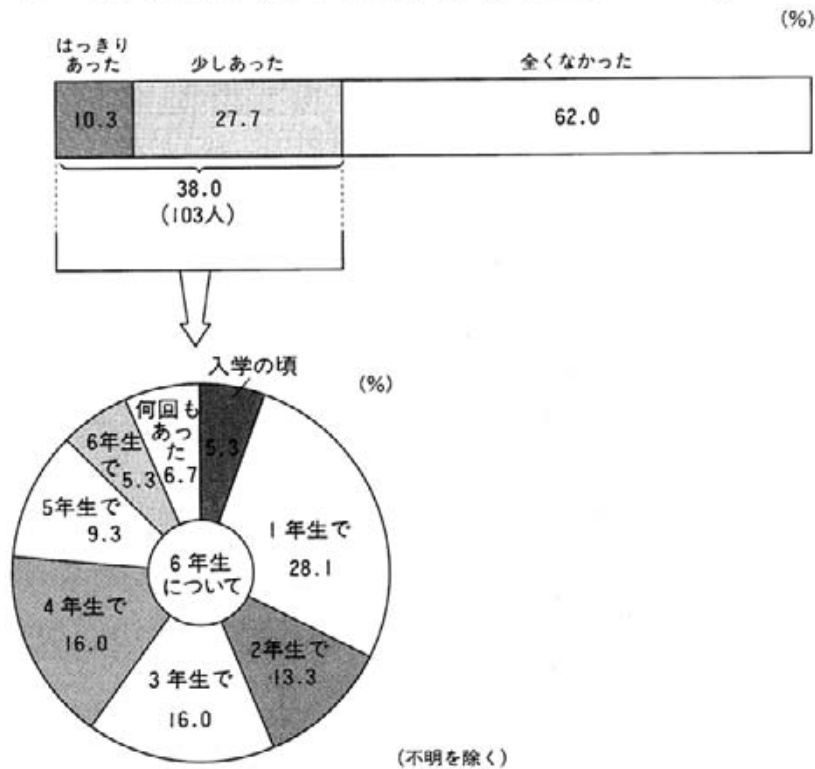 (%)
はっきり
あった
少しあった
全くなかった
10.3
27.7
62.0
38.0
(103人)
入学の頃
(%)
5.3
1年生で
28.1
2年生で
13.3
3年生で
16.0
4年生で
16.0
5年生で
9.3
6年生
で
5.3
何回も
あっ
た
6.7
6年生
について
(不明を除く)